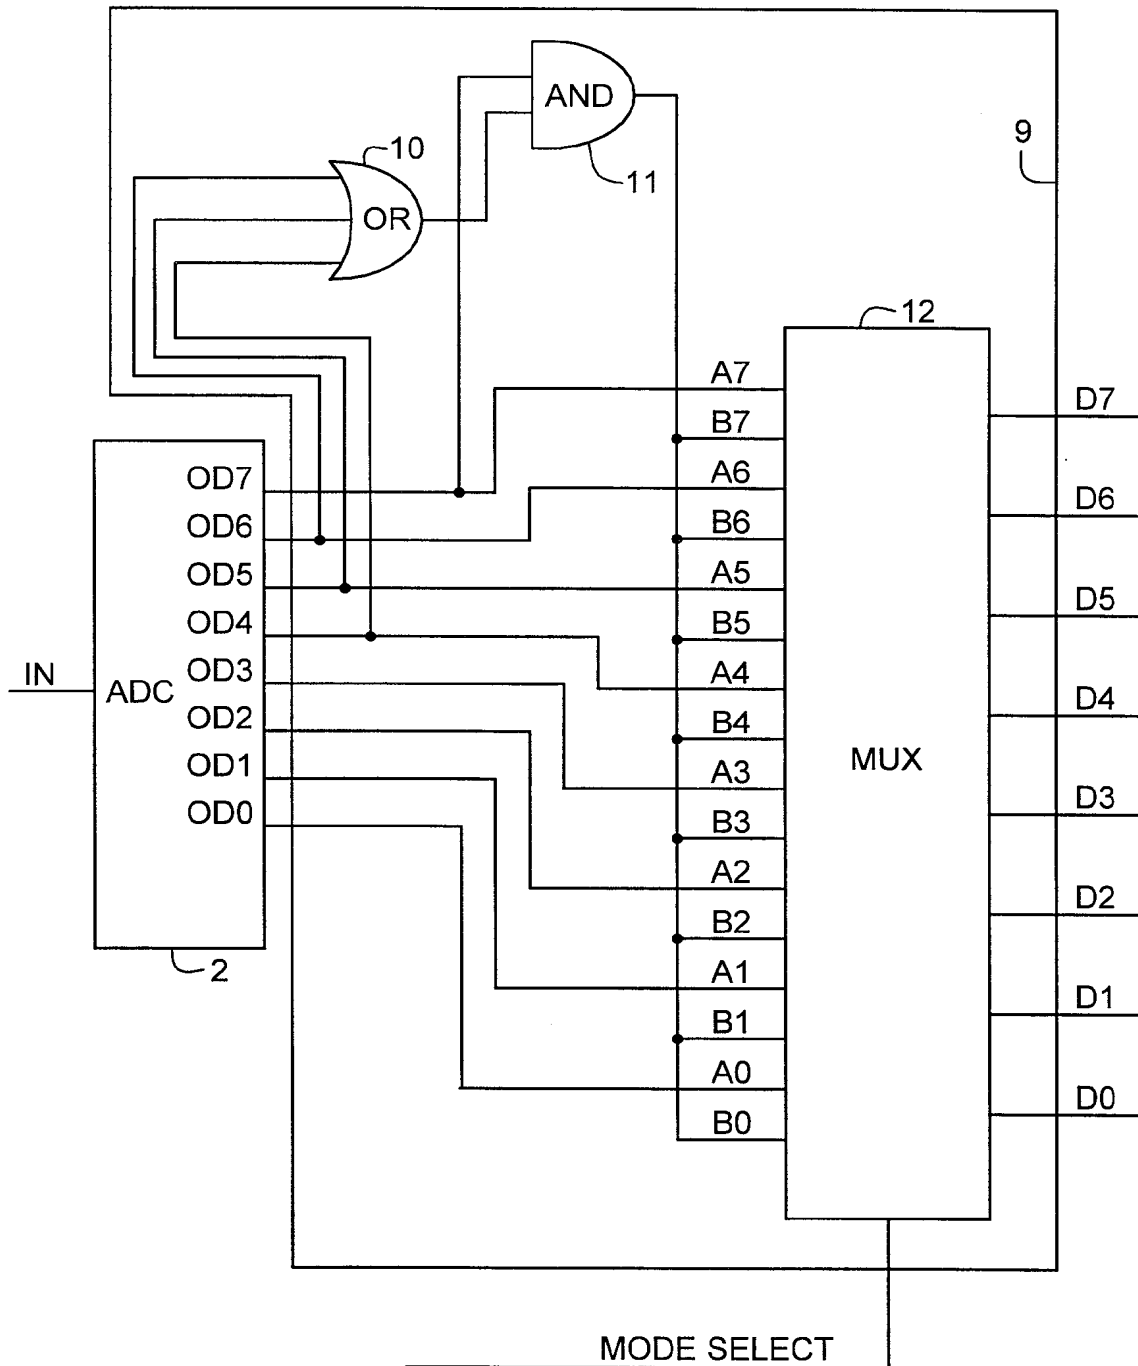 AND
11
10
OR
9
12
A7
B7
A6
B6
A5
B5
A4
B4
A3
B3
A2
B2
A1
B1
A0
B0
MUX
D7
D6
D5
D4
D3
D2
D1
D0
IN
ADC
OD7
OD6
OD5
OD4
OD3
OD2
OD1
OD0
2
MODE SELECT